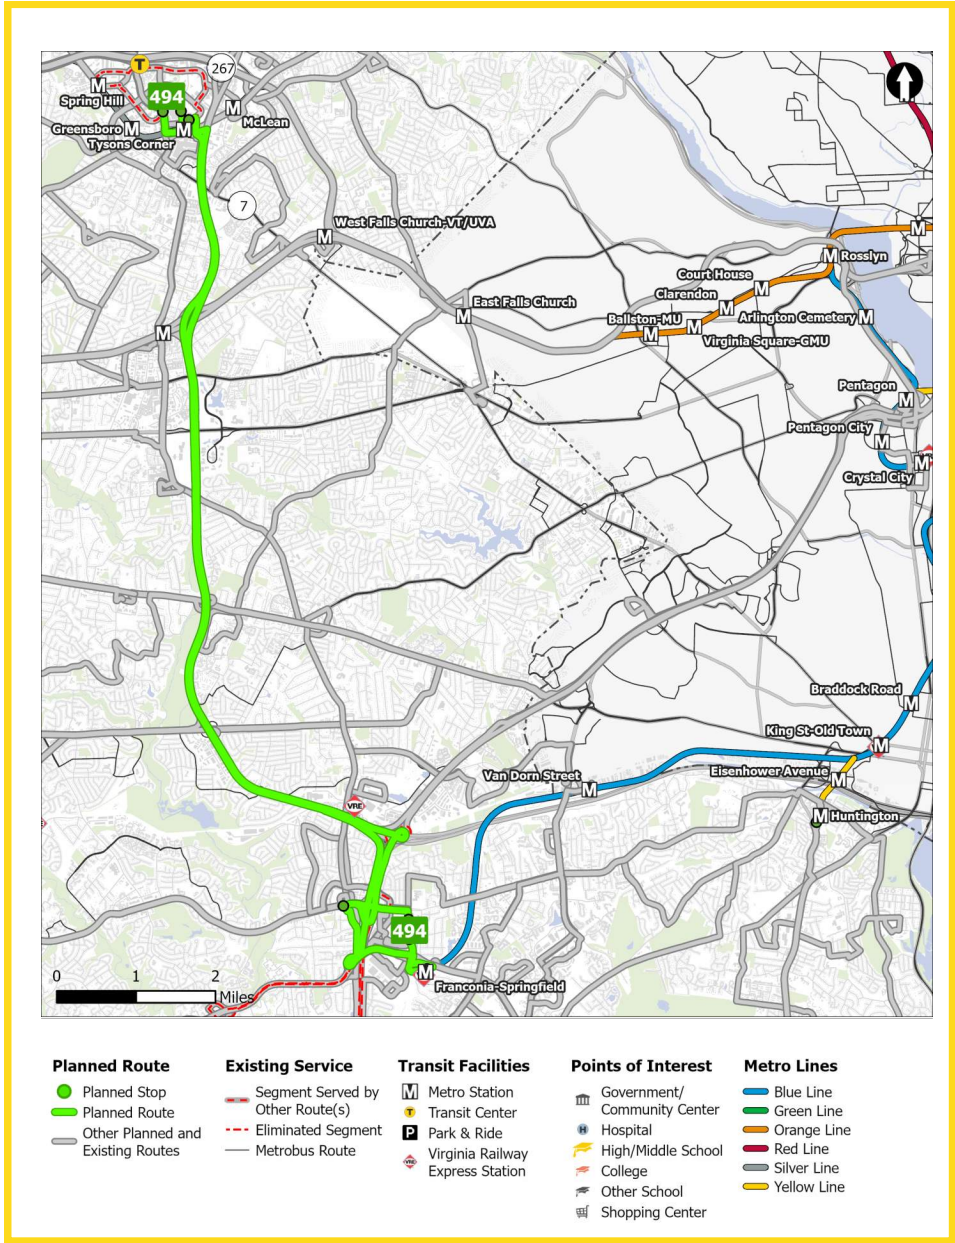 T
267
M
Spring Hill
494
M
McLean
Greensboro
M
M
Tysons Corner
7
West Falls Church-VT/UVA
M
M
Rosslyn
M
Court House
M
Clarendon
M
East Falls Church
M
Ballston-MU
M
M
Virginia Square-GMU
Arlington Cemetery
M
M
Pentagon
M
Pentagon City
M
Crystal City
M
Braddock Road
M
King St-Old Town
M
Van Dorn Street
M
Eisenhower Avenue
M
VRE
M
Huntington
494
M
Franconia-Springfield
0 1 2
Miles
Planned Route
Planned Stop
Planned Route
Other Planned and
Existing Routes
Existing Service
Segment Served by
Other Route(s)
Eliminated Segment
Metrobus Route
Transit Facilities
M Metro Station
T Transit Center
P Park & Ride
VRE Virginia Railway
Express Station
Points of Interest
Government/
Community Center
H Hospital
High/Middle School
College
Other School
Shopping Center
Metro Lines
Blue Line
Green Line
Orange Line
Red Line
Silver Line
Yellow Line